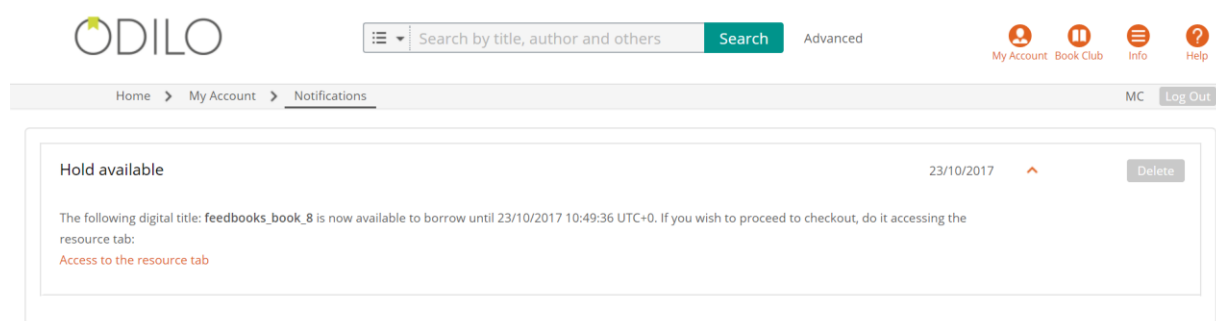 ODILO
Search by title, author and others
Search
Advanced
My Account
Book Club
Info
Help
Home > My Account > Notifications
MC
Log Out
Hold available
23/10/2017
Delete
The following digital title: feedbooks_book_8 is now available to borrow until 23/10/2017 10:49:36 UTC+0. If you wish to proceed to checkout, do it accessing the
resource tab:
Access to the resource tab